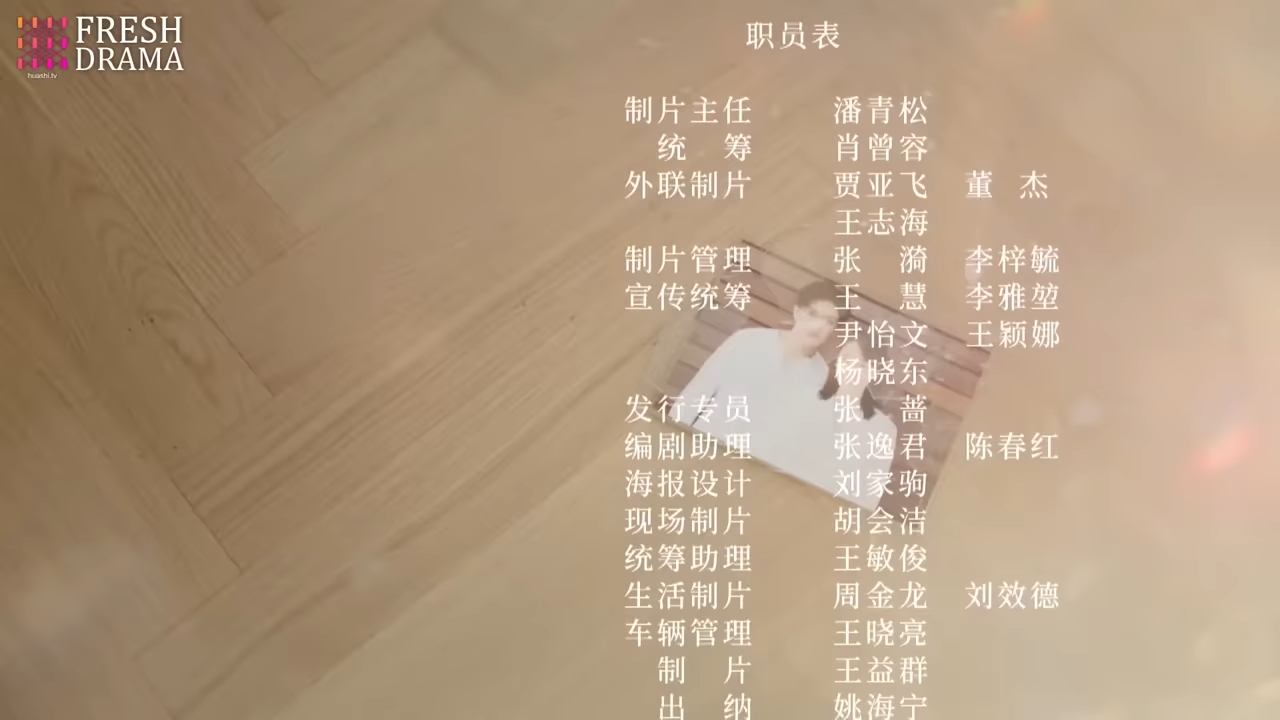 FRESH
DRAMA
huashi.tv
职员表
制片主任 潘青松
统 筹 肖曾容
外联制片 贾亚飞 董 杰
王志海
制片管理 张 漪 李梓毓
宣传统筹 王 慧 李雅堃
尹怡文 王颖娜
杨晓东
发行专员 张 蔷
编剧助理 张逸君 陈春红
海报设计 刘家驹
现场制片 胡会洁
统筹助理 王敏俊
生活制片 周金龙 刘效德
车辆管理 王晓亮
制 片 王益群
出 纳 姚海宁